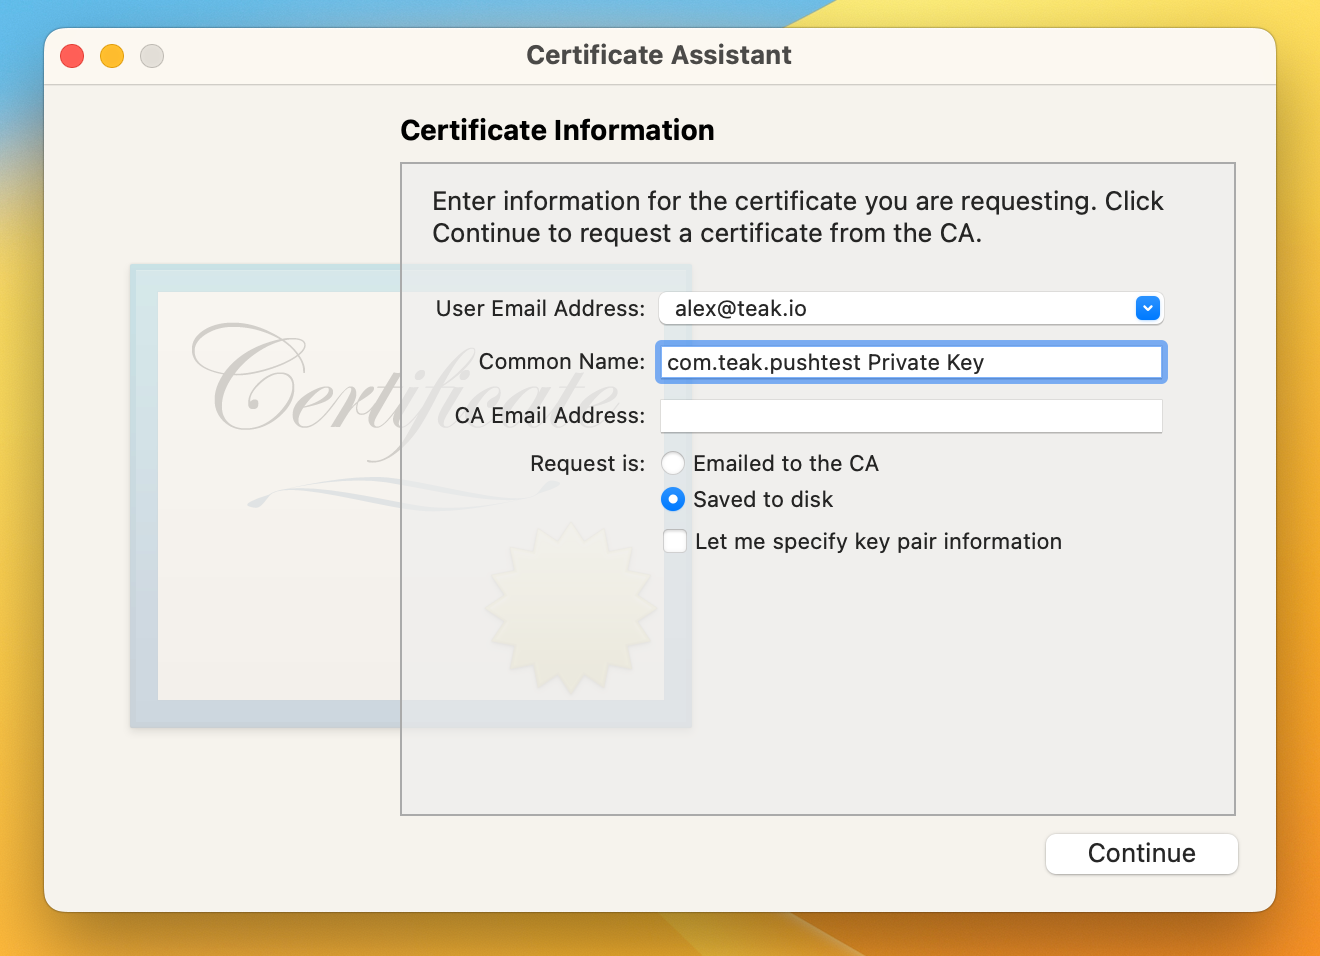 Certificate Assistant
Certificate Information
Enter information for the certificate you are requesting. Click
Continue to request a certificate from the CA.
Certificate
User Email Address: alex@teak.io
Common Name: com.teak.pushtest Private Key
CA Email Address:
Request is: Emailed to the CA
Saved to disk
Let me specify key pair information
Continue